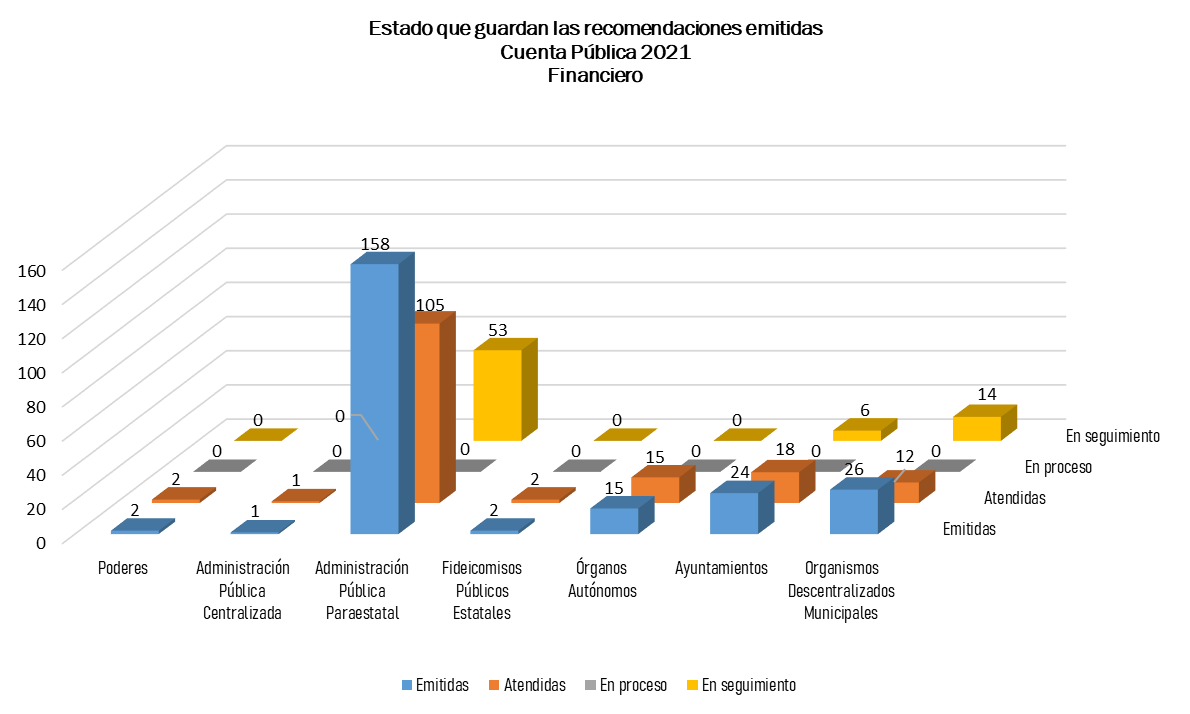 Estado que guardan las recomendaciones emitidas
Cuenta Pública 2021
Financiero
160
140
120
100
80
60
40
20
0
158
105
53
0
0
0
0
6
14
0
0
0
0
0
0
0
2
1
2
15
18
12
2
1
2
15
24
26
En seguimiento
En proceso
Atendidas
Emitidas
Poderes
Administración
Pública
Centralizada
Administración
Pública
Paraestatal
Fideicomisos
Públicos
Estatales
Órganos
Autónomos
Ayuntamientos
Organismos
Descentralizados
Municipales
Emitidas
Atendidas
En proceso
En seguimiento